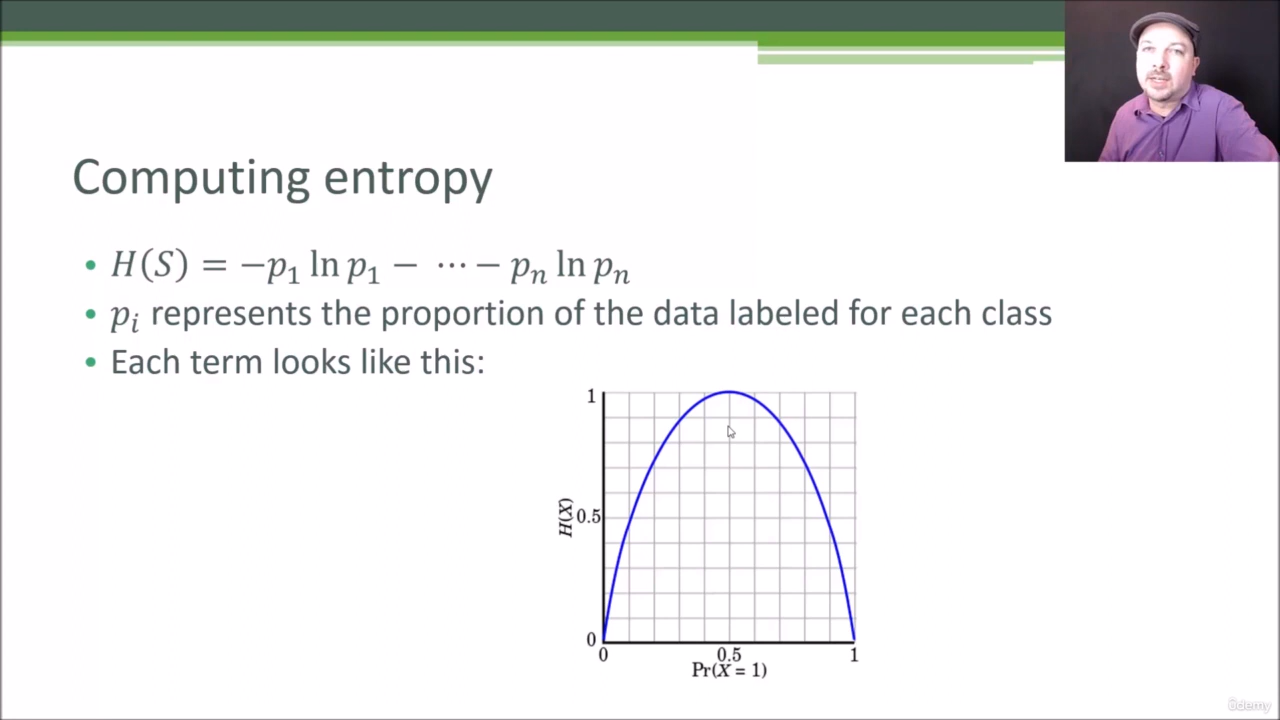 Computing entropy
• H(S) = −p₁ ln p₁ − ⋯ − pₙ ln pₙ
• pᵢ represents the proportion of the data labeled for each class
• Each term looks like this:
1
H(X)
0.5
0
0 0.5 1
Pr(X = 1)
ûdemy